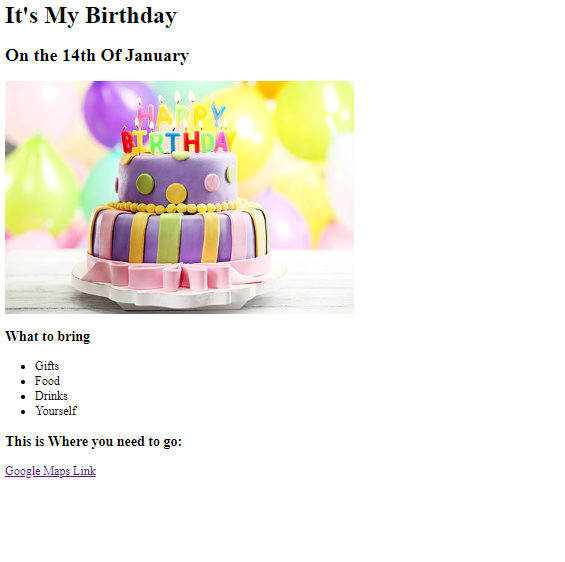 It's My Birthday
On the 14th Of January
HAPPY
BIRTHDAY
What to bring
Gifts
Food
Drinks
Yourself
This is Where you need to go:
Google Maps Link